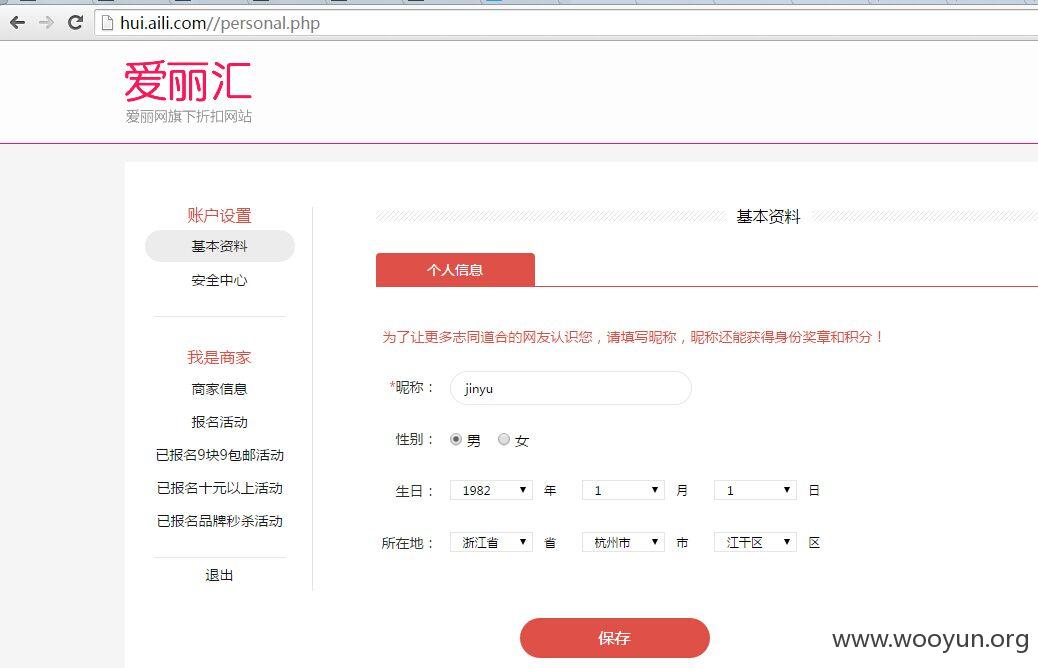 hui.aili.com//personal.php
爱丽汇
爱丽网旗下折扣网站
账户设置
基本资料
安全中心
我是商家
商家信息
报名活动
已报名9块9包邮活动
已报名十元以上活动
已报名品牌秒杀活动
退出
基本资料
个人信息
为了让更多志同道合的网友认识您，请填写昵称，昵称还能获得身份奖章和积分！
*昵称： jinyu
性别： 男 女
生日： 1982 年 1 月 1 日
所在地： 浙江省 省 杭州市 市 江干区 区
保存
www.wooyun.org